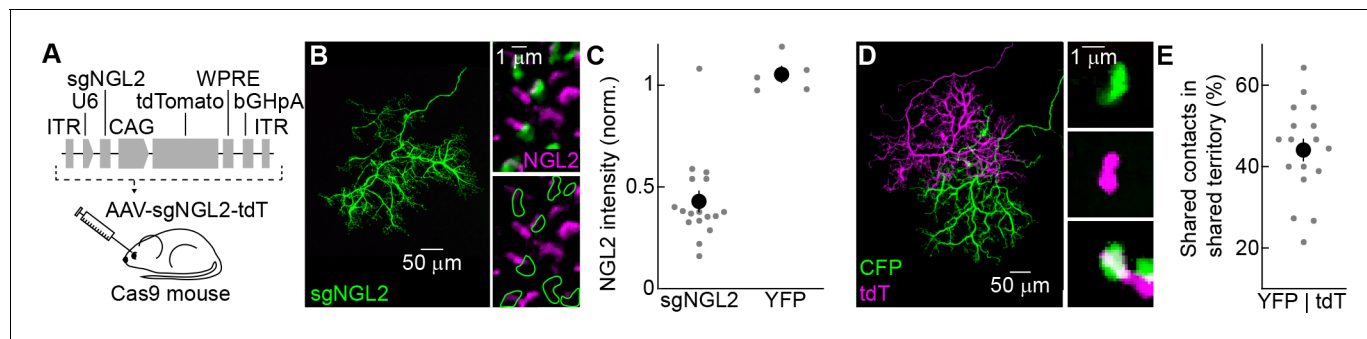 A
sgNGL2 WPRE
U6 tdTomato bGHpA
ITR CAG ITR
AAV-sgNGL2-tdT
Cas9 mouse
B
50 μm
sgNGL2
1 μm
NGL2
C
NGL2 intensity (norm.)
1
0.5
0
sgNGL2 YFP
D
50 μm
CFP
tdT
1 μm
E
Shared contacts in
shared territory (%)
60
40
20
YFP | tdT